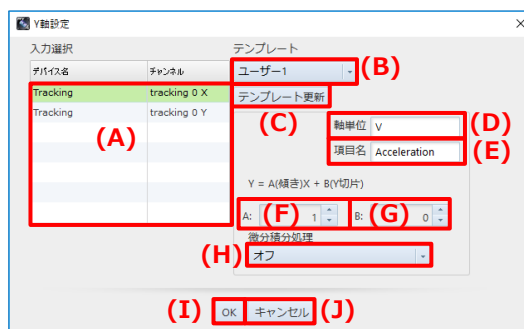 Y軸設定
入力選択
テンプレート
デバイス名 チャンネル
ユーザー1 (B)
Tracking tracking 0 X
テンプレート更新
Tracking tracking 0 Y
(A) (C)
軸単位 V (D)
項目名 Acceleration (E)
Y = A(傾き)X + B(Y切片)
A: (F) 1 B: (G) 0
微分積分処理
(H) オフ
(I) OK キャンセル (J)